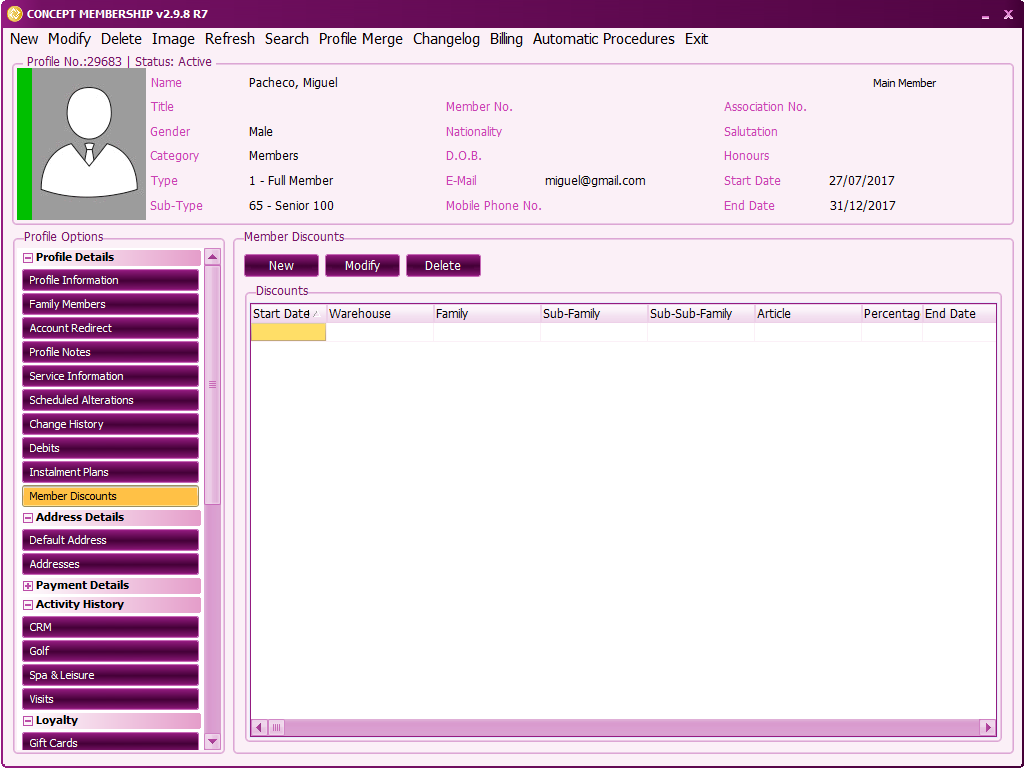 CONCEPT MEMBERSHIP v2.9.8 R7
New Modify Delete Image Refresh Search Profile Merge Changelog Billing Automatic Procedures Exit
Profile No.:29683 | Status: Active
Name Pacheco, Miguel Main Member
Title Member No. Association No.
Gender Male Nationality Salutation
Category Members D.O.B. Honours
Type 1 - Full Member E-Mail miguel@gmail.com Start Date 27/07/2017
Sub-Type 65 - Senior 100 Mobile Phone No. End Date 31/12/2017
Profile Options
Profile Details
Profile Information
Family Members
Account Redirect
Profile Notes
Service Information
Scheduled Alterations
Change History
Debits
Instalment Plans
Member Discounts
Address Details
Default Address
Addresses
Payment Details
Activity History
CRM
Golf
Spa & Leisure
Visits
Loyalty
Gift Cards
Member Discounts
New Modify Delete
Discounts
Start Date Warehouse Family Sub-Family Sub-Sub-Family Article Percentag End Date